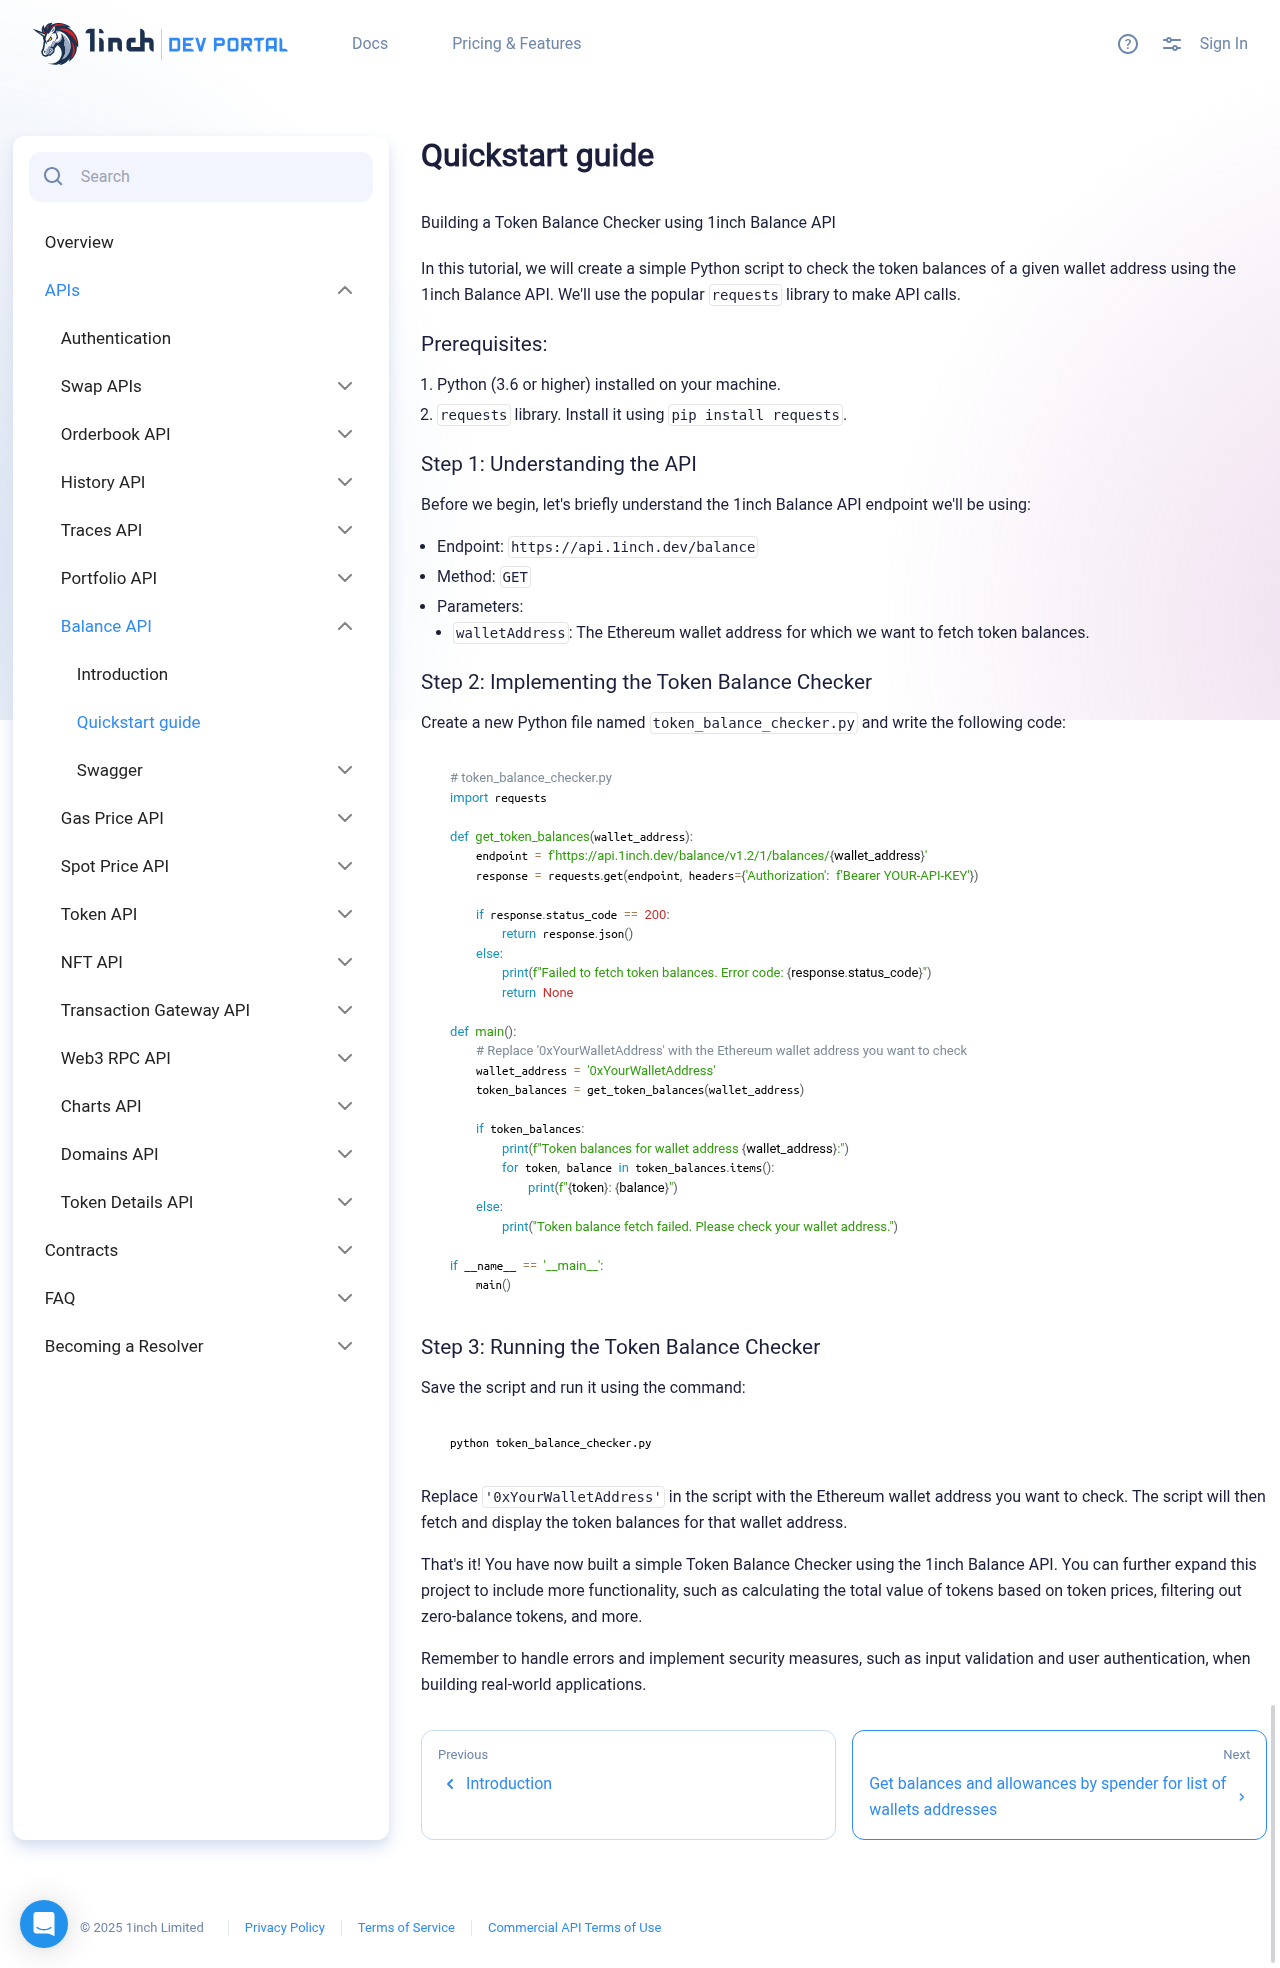 1inch DEV PORTAL
Docs
Pricing & Features
Sign In
Search
Overview
APIs
Authentication
Swap APIs
Orderbook API
History API
Traces API
Portfolio API
Balance API
Introduction
Quickstart guide
Swagger
Gas Price API
Spot Price API
Token API
NFT API
Transaction Gateway API
Web3 RPC API
Charts API
Domains API
Token Details API
Contracts
FAQ
Becoming a Resolver
Quickstart guide
Building a Token Balance Checker using 1inch Balance API
In this tutorial, we will create a simple Python script to check the token balances of a given wallet address using the
1inch Balance API. We'll use the popular requests library to make API calls.
Prerequisites:
1. Python (3.6 or higher) installed on your machine.
2. requests library. Install it using pip install requests.
Step 1: Understanding the API
Before we begin, let's briefly understand the 1inch Balance API endpoint we'll be using:
• Endpoint: https://api.1inch.dev/balance
• Method: GET
• Parameters:
• walletAddress: The Ethereum wallet address for which we want to fetch token balances.
Step 2: Implementing the Token Balance Checker
Create a new Python file named token_balance_checker.py and write the following code:
# token_balance_checker.py
import requests
def get_token_balances(wallet_address):
    endpoint = f'https://api.1inch.dev/balance/v1.2/1/balances/{wallet_address}'
    response = requests.get(endpoint, headers={'Authorization': f'Bearer YOUR-API-KEY'})
    if response.status_code == 200:
        return response.json()
    else:
        print(f"Failed to fetch token balances. Error code: {response.status_code}")
        return None
def main():
    # Replace '0xYourWalletAddress' with the Ethereum wallet address you want to check
    wallet_address = '0xYourWalletAddress'
    token_balances = get_token_balances(wallet_address)
    if token_balances:
        print(f"Token balances for wallet address {wallet_address}:")
        for token, balance in token_balances.items():
            print(f"{token}: {balance}")
    else:
        print("Token balance fetch failed. Please check your wallet address.")
if __name__ == '__main__':
    main()
Step 3: Running the Token Balance Checker
Save the script and run it using the command:
python token_balance_checker.py
Replace '0xYourWalletAddress' in the script with the Ethereum wallet address you want to check. The script will then
fetch and display the token balances for that wallet address.
That's it! You have now built a simple Token Balance Checker using the 1inch Balance API. You can further expand this
project to include more functionality, such as calculating the total value of tokens based on token prices, filtering out
zero-balance tokens, and more.
Remember to handle errors and implement security measures, such as input validation and user authentication, when
building real-world applications.
Previous
Introduction
Next
Get balances and allowances by spender for list of
wallets addresses
© 2025 1inch Limited
Privacy Policy
Terms of Service
Commercial API Terms of Use